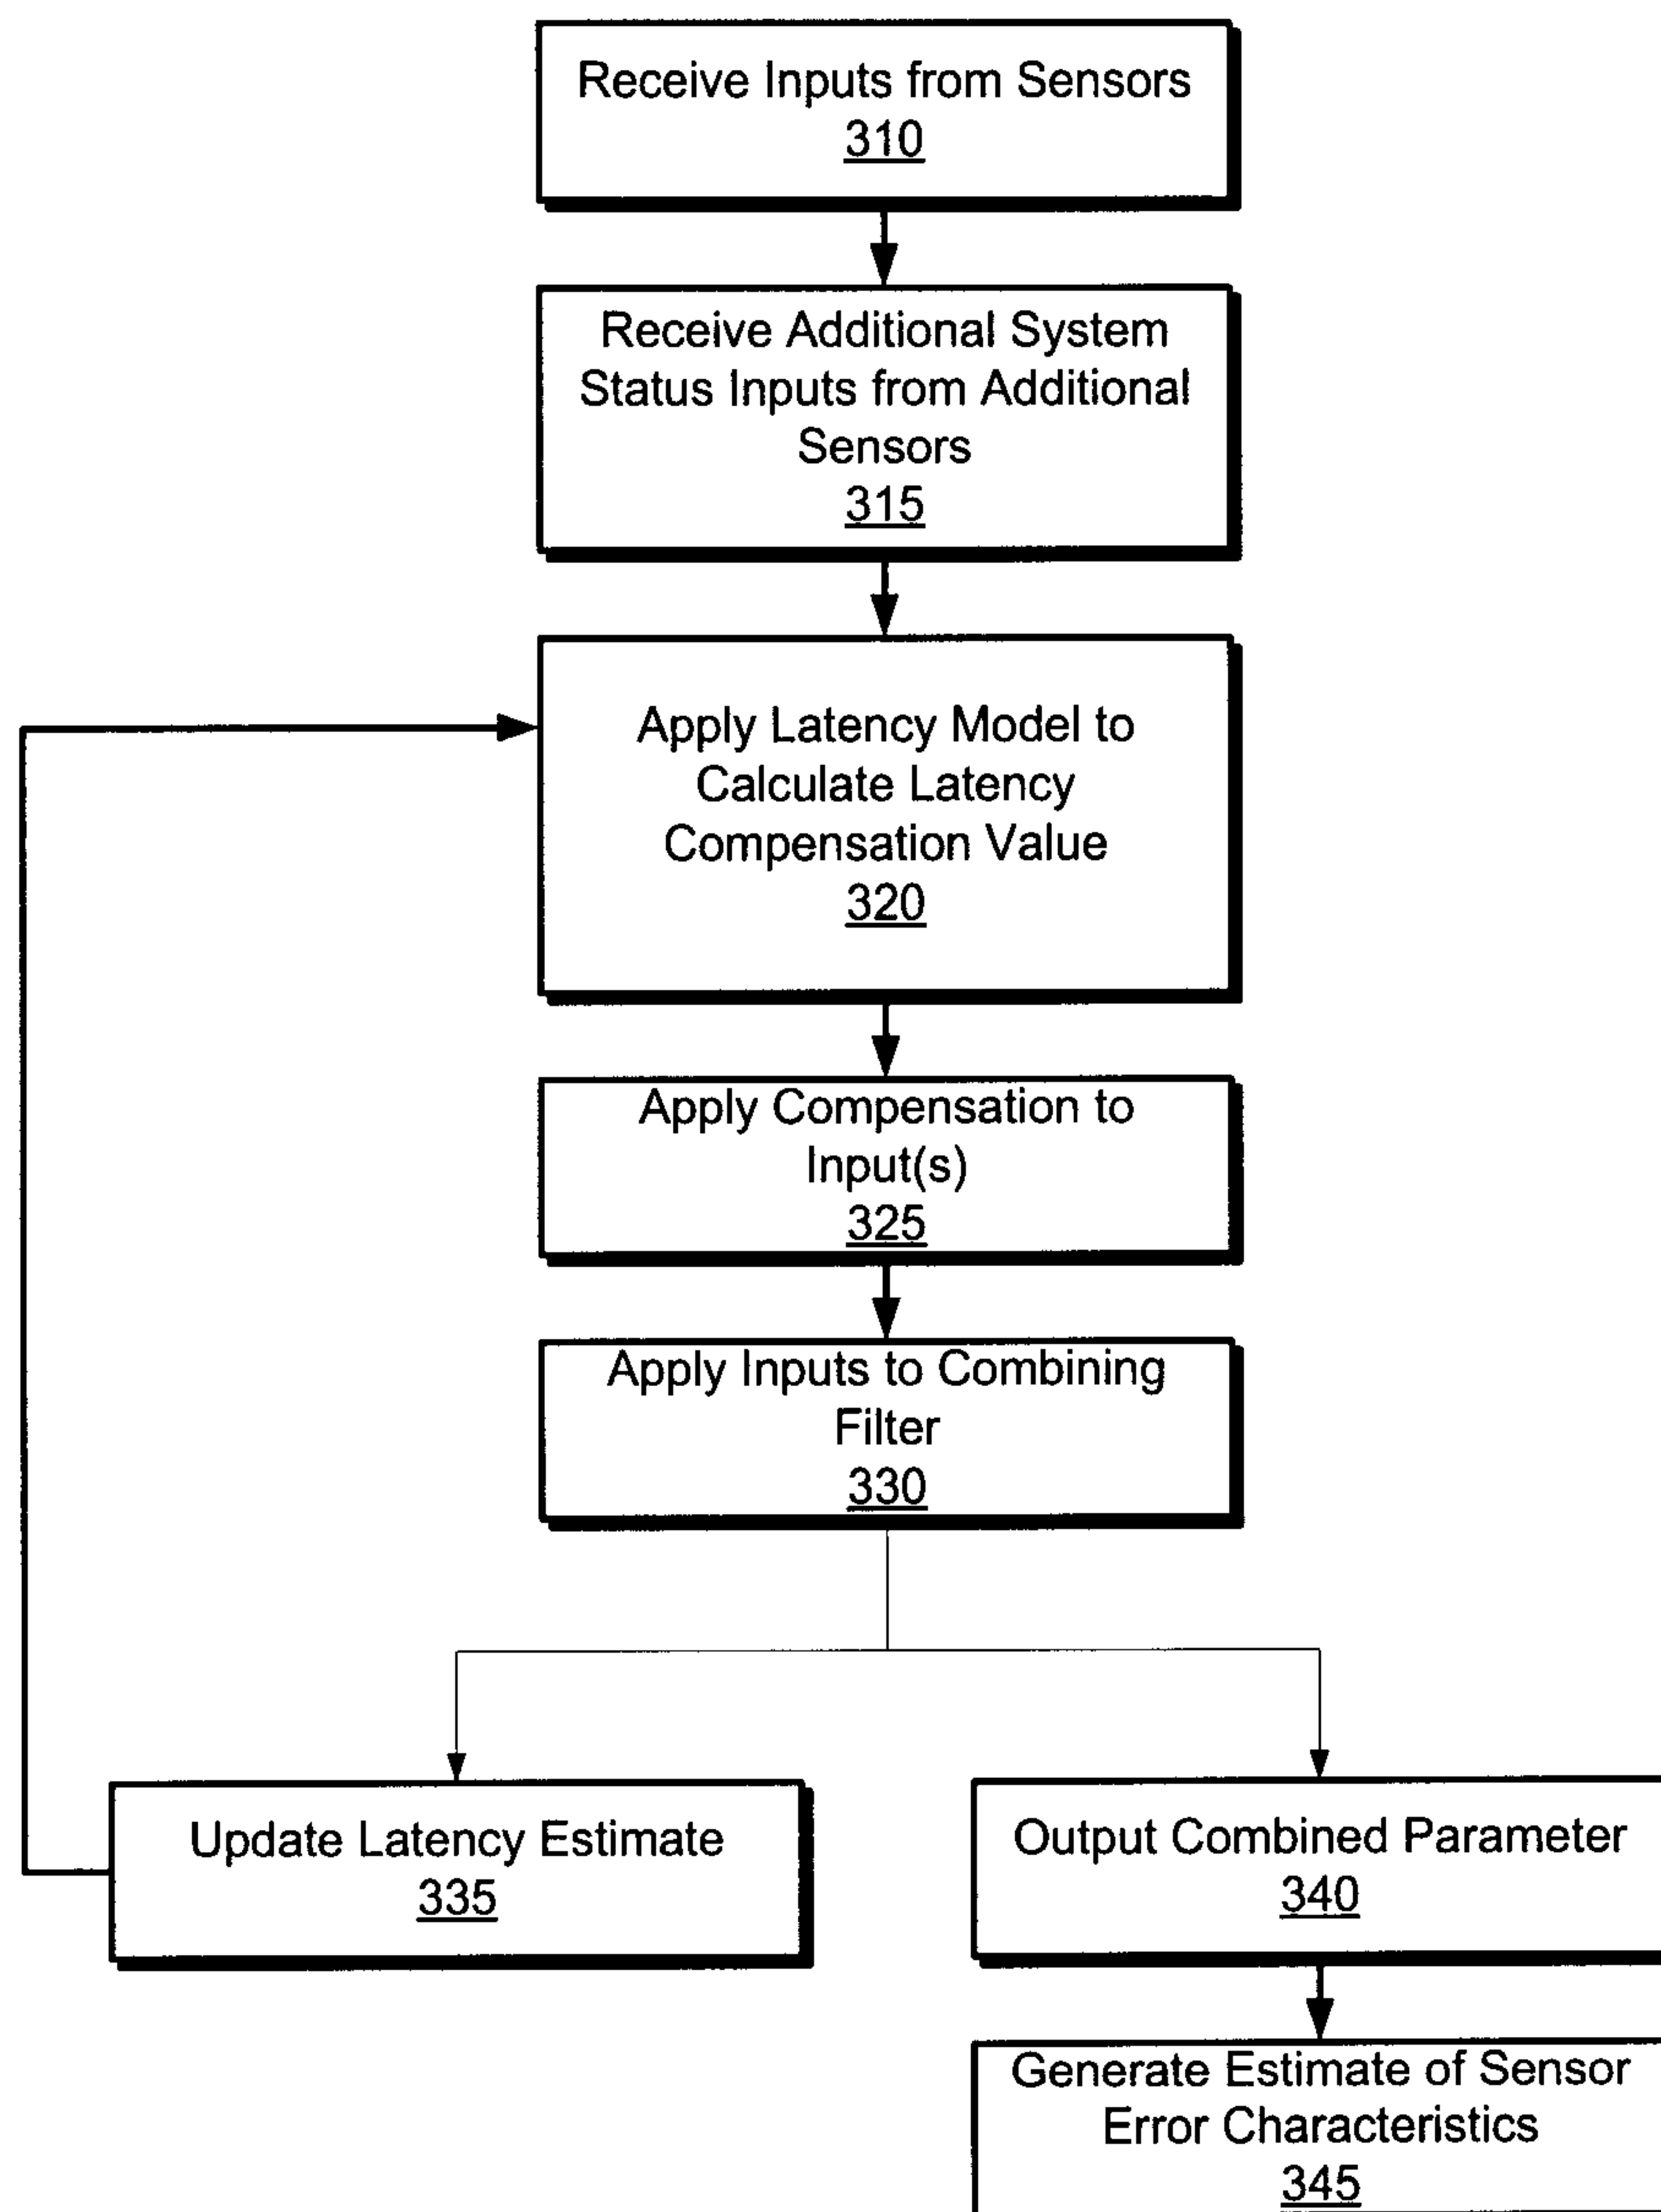 Receive Inputs from Sensors
310
Receive Additional System
Status Inputs from Additional
Sensors
315
Apply Latency Model to
Calculate Latency
Compensation Value
320
Apply Compensation to
Input(s)
325
Apply Inputs to Combining
Filter
330
Update Latency Estimate
335
Output Combined Parameter
340
Generate Estimate of Sensor
Error Characteristics
345